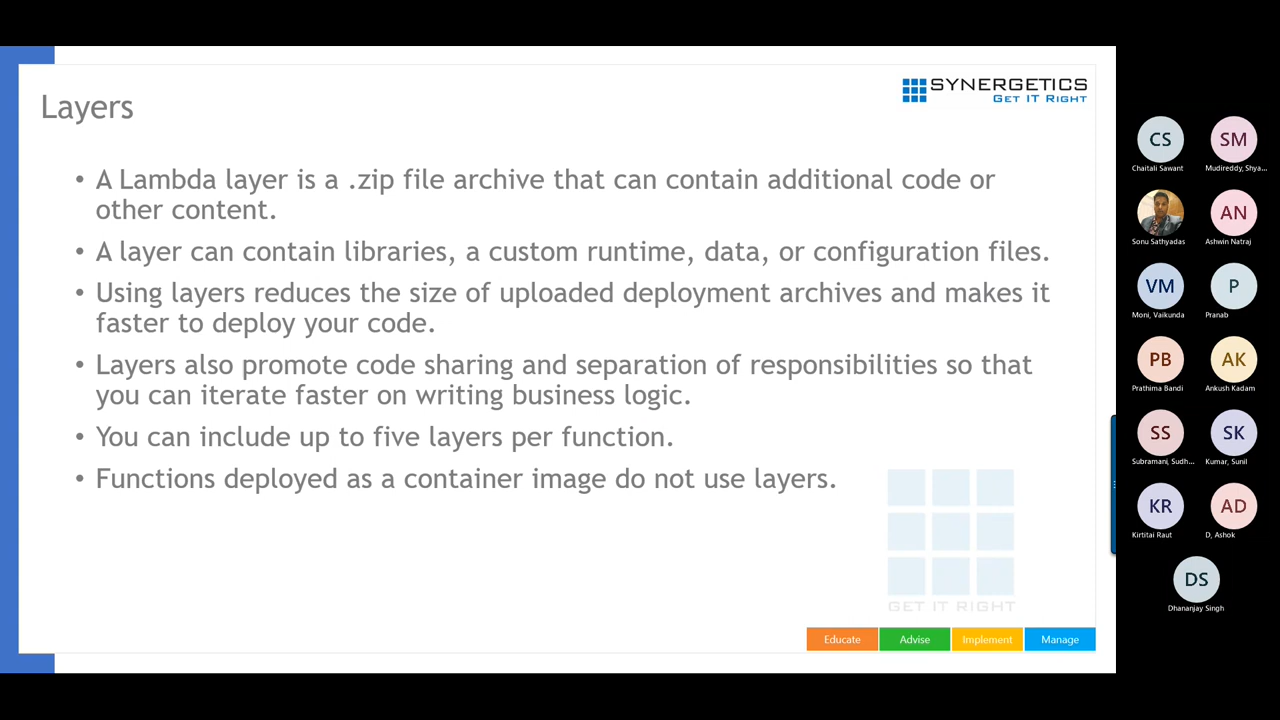 SYNERGETICS
GET IT RIGHT
Layers
• A Lambda layer is a .zip file archive that can contain additional code or
other content.
• A layer can contain libraries, a custom runtime, data, or configuration files.
• Using layers reduces the size of uploaded deployment archives and makes it
faster to deploy your code.
• Layers also promote code sharing and separation of responsibilities so that
you can iterate faster on writing business logic.
• You can include up to five layers per function.
• Functions deployed as a container image do not use layers.
GET IT RIGHT
Educate Advise Implement Manage
CS SM
Chaitali Sawant Mudireddy, Shya...
AN
Sonu Sathyadas Ashwin Natraj
VM P
Moni, Vaikunda Pranab
PB AK
Prathima Bandi Ankush Kadam
SS SK
Subramani, Sudh... Kumar, Sunil
KR AD
Kirtitai Raut D, Ashok
DS
Dhananjay Singh